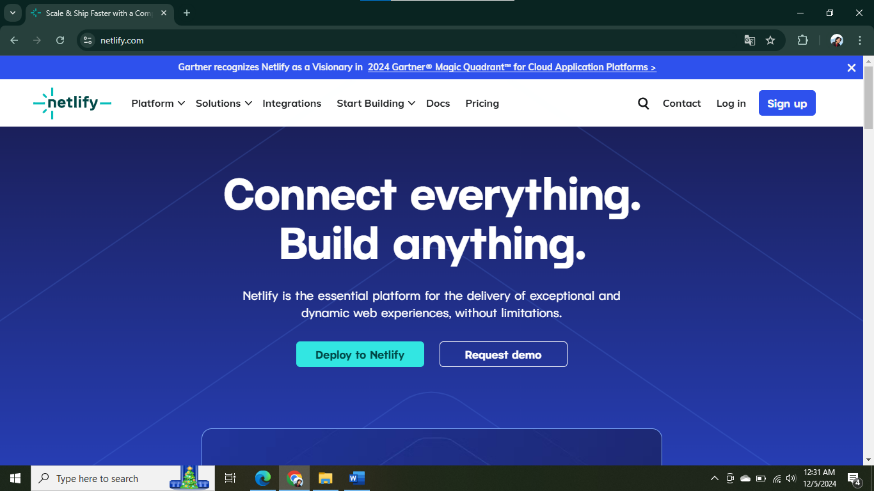 Scale & Ship Faster with a Com
netlify.com
Gartner recognizes Netlify as a Visionary in 2024 Gartner® Magic Quadrant™ for Cloud Application Platforms >
netlify
Platform
Solutions
Integrations
Start Building
Docs
Pricing
Contact
Log in
Sign up
Connect everything.
Build anything.
Netlify is the essential platform for the delivery of exceptional and
dynamic web experiences, without limitations.
Deploy to Netlify
Request demo
Type here to search
12:31 AM
12/5/2024
4